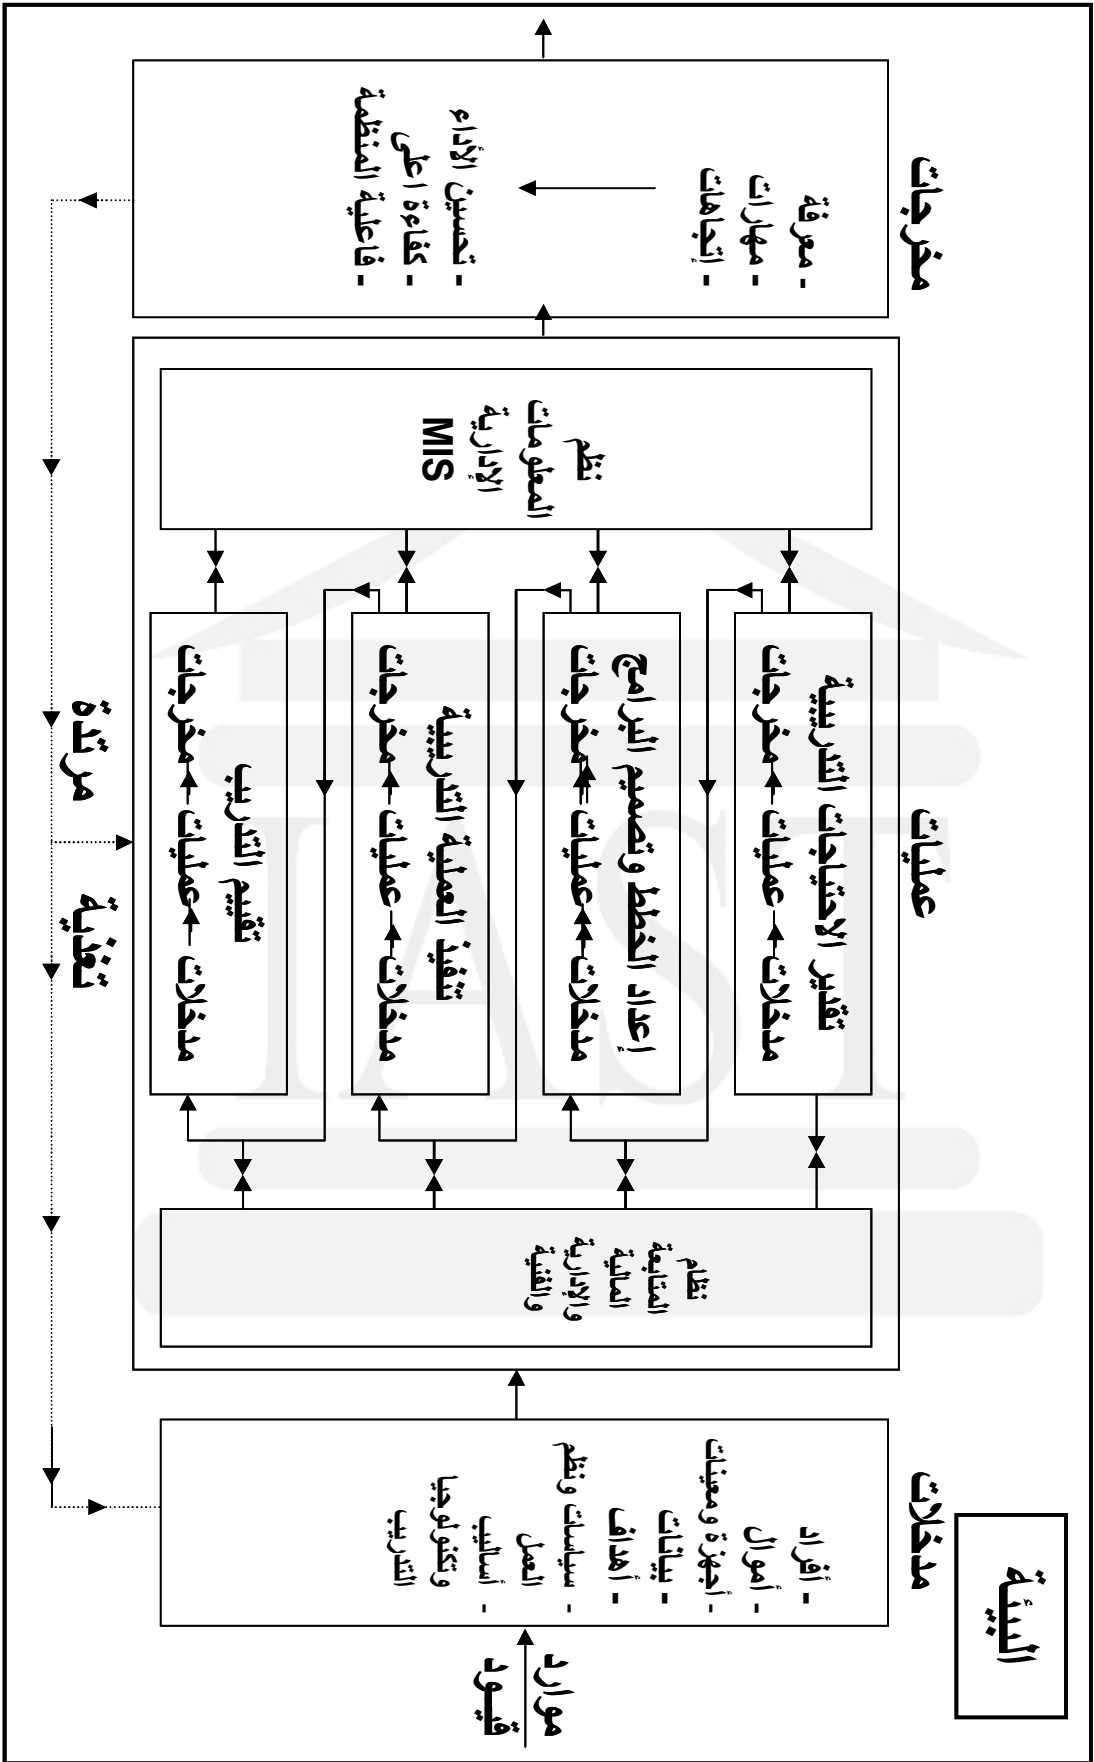 البيئة
موارد
قيود
مدخلات
- أفراد
- أموال
- أجهزة ومعينات
- بيانات
- أهداف
- سياسات ونظم
العمل
- أساليب
وتكنولوجيا
التدريب
عمليات
نظام
المتابعة
المالية
والإدارية
والفنية
تقدير الاحتياجات التدريبية
مدخلات عمليات مخرجات
إعداد الخطط وتصميم البرامج
مدخلات عمليات مخرجات
تنفيذ العملية التدريبية
مدخلات عمليات مخرجات
تقييم التدريب
مدخلات عمليات مخرجات
نظم
المعلومات
الإدارية
MIS
مخرجات
- معرفة
- مهارات
- إتجاهات
- تحسين الأداء
- كفاءة اعلى
- فاعلية المنظمة
تغذية مرتدة
IAST